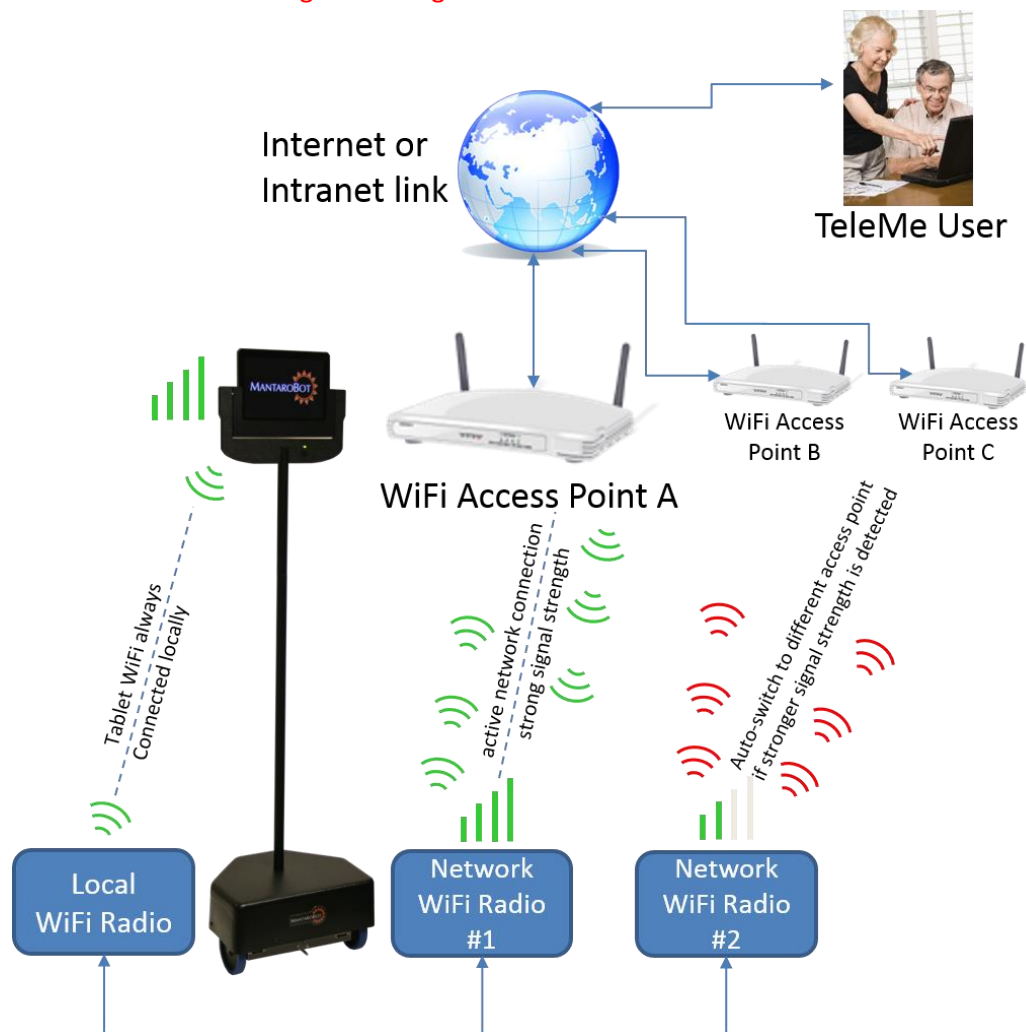 Internet or
Intranet link
TeleMe User
MANTAROBOT
WiFi Access
Point B
WiFi Access
Point C
WiFi Access Point A
Tablet WiFi always
Connected locally
active network connection
strong signal strength
Auto-switch to different access point
if stronger signal strength is detected
MANTAROBOT
Local
WiFi Radio
Network
WiFi Radio
#1
Network
WiFi Radio
#2